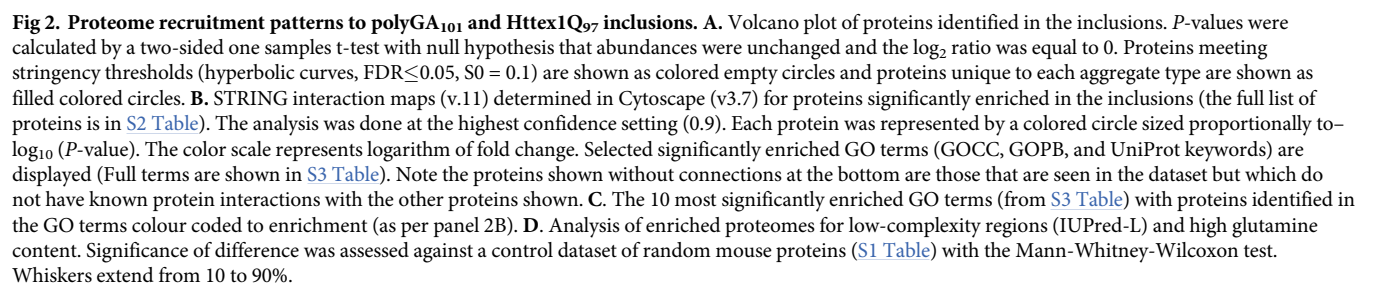 Fig 2. Proteome recruitment patterns to polyGA101 and Httex1Q97 inclusions. A. Volcano plot of proteins identified in the inclusions. P-values were
calculated by a two-sided one samples t-test with null hypothesis that abundances were unchanged and the log2 ratio was equal to 0. Proteins meeting
stringency thresholds (hyperbolic curves, FDR≤0.05, S0 = 0.1) are shown as colored empty circles and proteins unique to each aggregate type are shown as
filled colored circles. B. STRING interaction maps (v.11) determined in Cytoscape (v3.7) for proteins significantly enriched in the inclusions (the full list of
proteins is in S2 Table). The analysis was done at the highest confidence setting (0.9). Each protein was represented by a colored circle sized proportionally to–
log10 (P-value). The color scale represents logarithm of fold change. Selected significantly enriched GO terms (GOCC, GOPB, and UniProt keywords) are
displayed (Full terms are shown in S3 Table). Note the proteins shown without connections at the bottom are those that are seen in the dataset but which do
not have known protein interactions with the other proteins shown. C. The 10 most significantly enriched GO terms (from S3 Table) with proteins identified in
the GO terms colour coded to enrichment (as per panel 2B). D. Analysis of enriched proteomes for low-complexity regions (IUPred-L) and high glutamine
content. Significance of difference was assessed against a control dataset of random mouse proteins (S1 Table) with the Mann-Whitney-Wilcoxon test.
Whiskers extend from 10 to 90%.